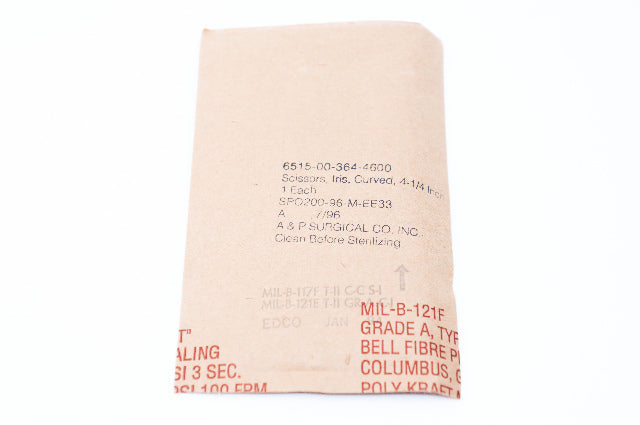 6515-00-364-4600
Scissors, Iris, Curved, 4-1/4 Inch
1 Each
SPO200-96-M-EE33
A 7/96
A & P SURGICAL CO. INC.
Clean Before Sterilizing
MIL-B-117F T-II C-C S-I
MIL-B-121E T-II GR-A C-I
EDCO JAN
MIL-B-121F
GRADE A, TYP
BELL FIBRE P
COLUMBUS, G
POLY KRAFT
T"
ALING
SI 3 SEC.
PSI 100 FPM